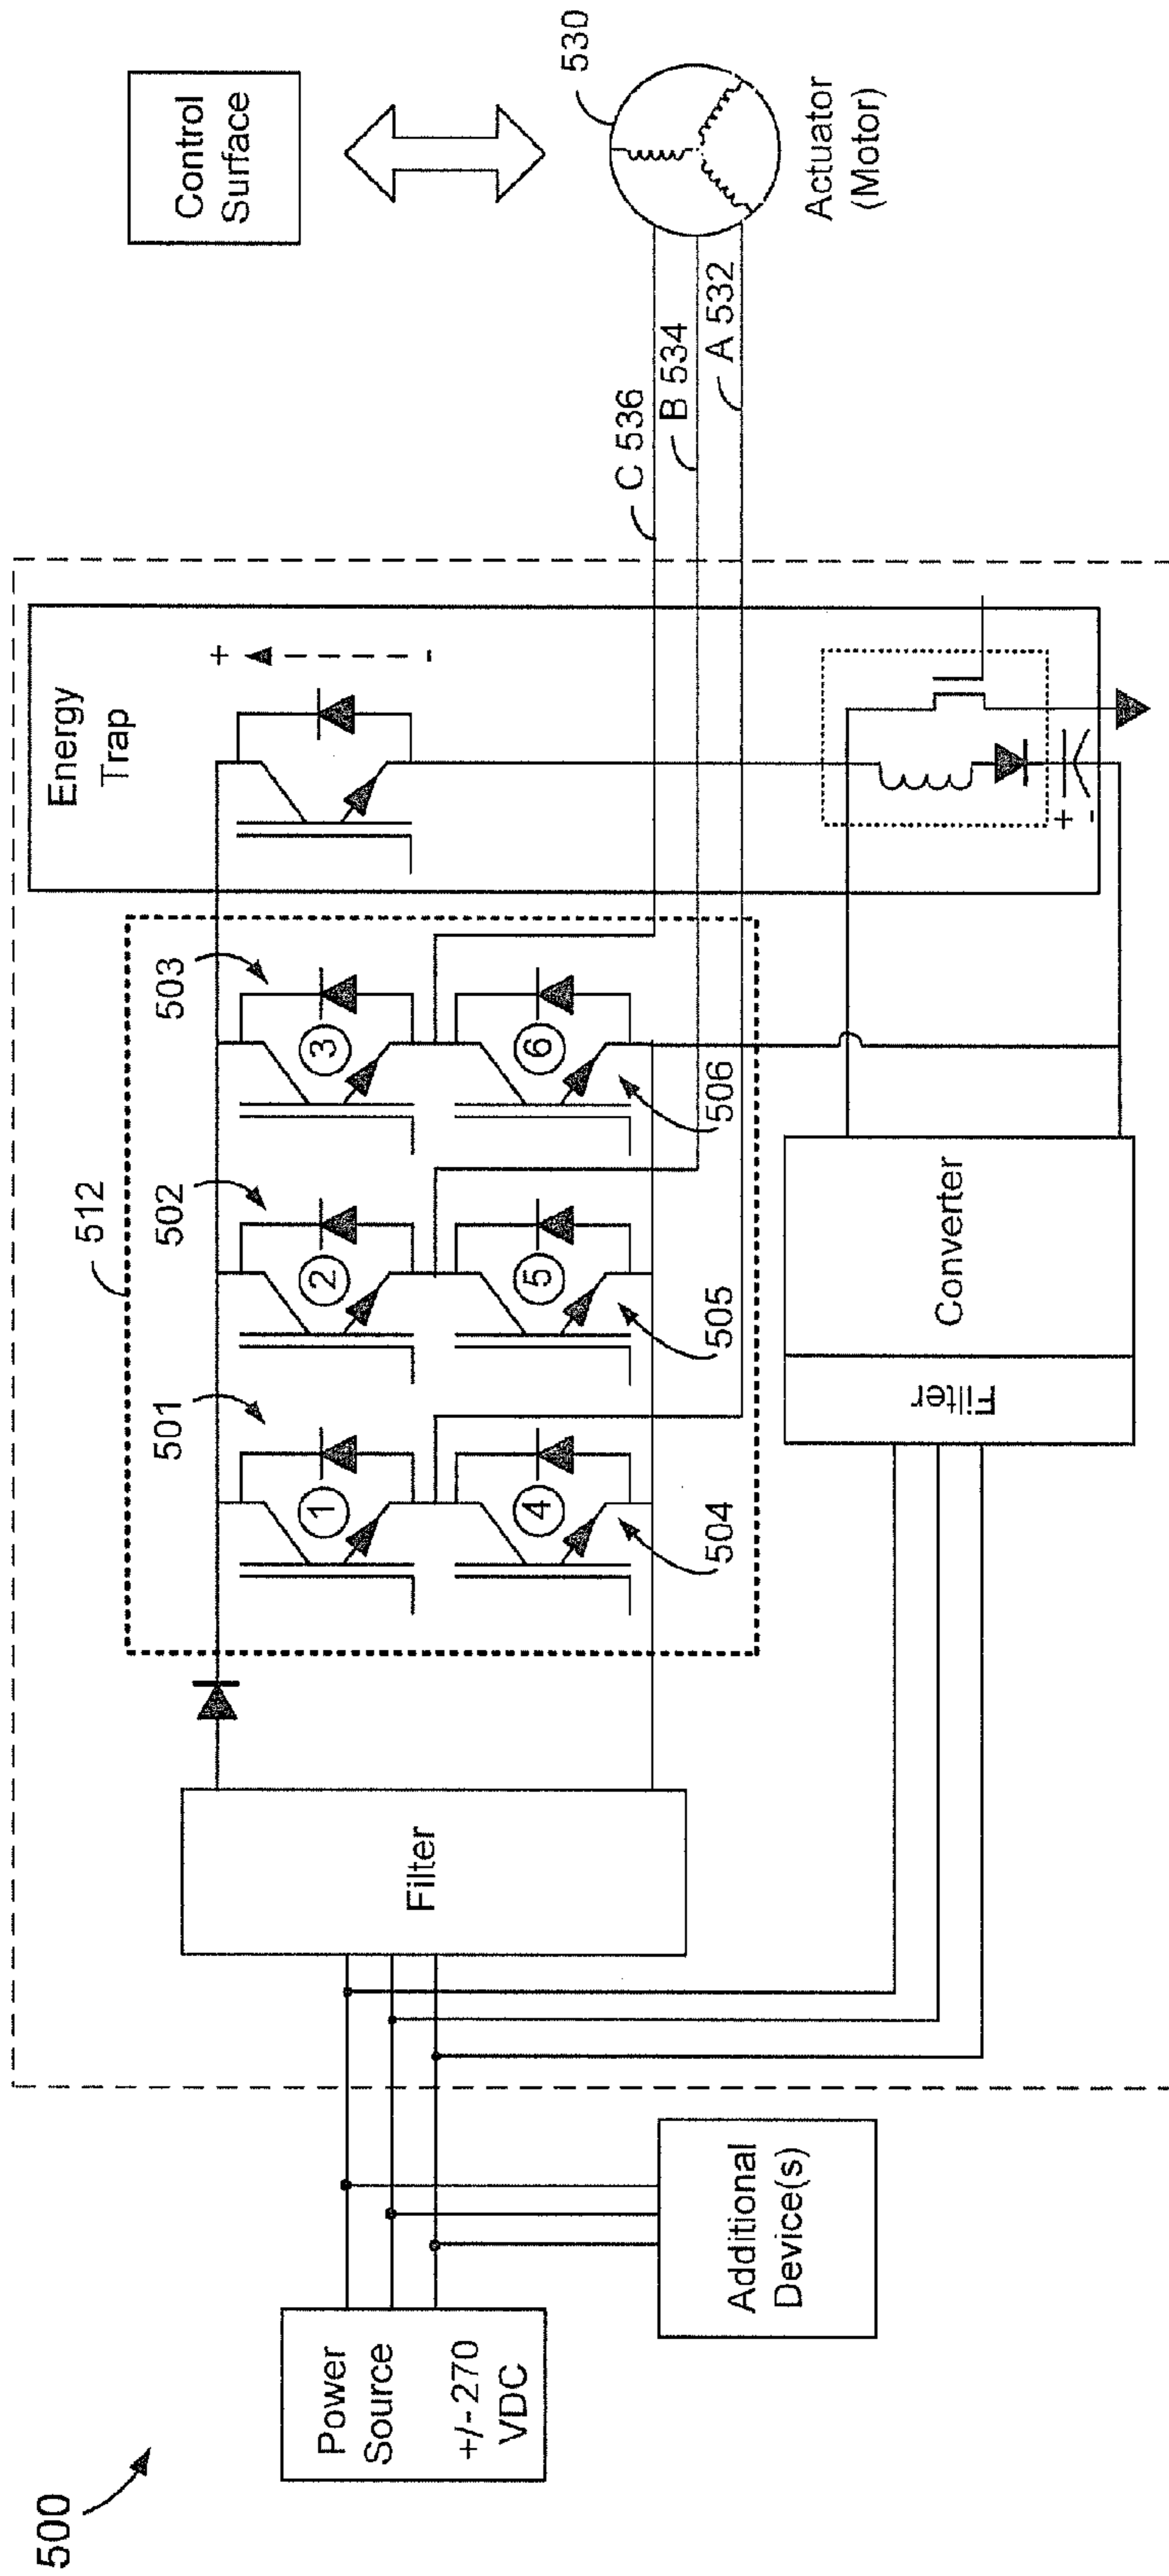 500
Power
Source
+/-270
VDC
Additional
Device(s)
Filter
512
501
502
503
1
2
3
4
5
6
504
505
506
Filter
Converter
Energy
Trap
+
-
+
-
C 536
B 534
A 532
530
Actuator
(Motor)
Control
Surface